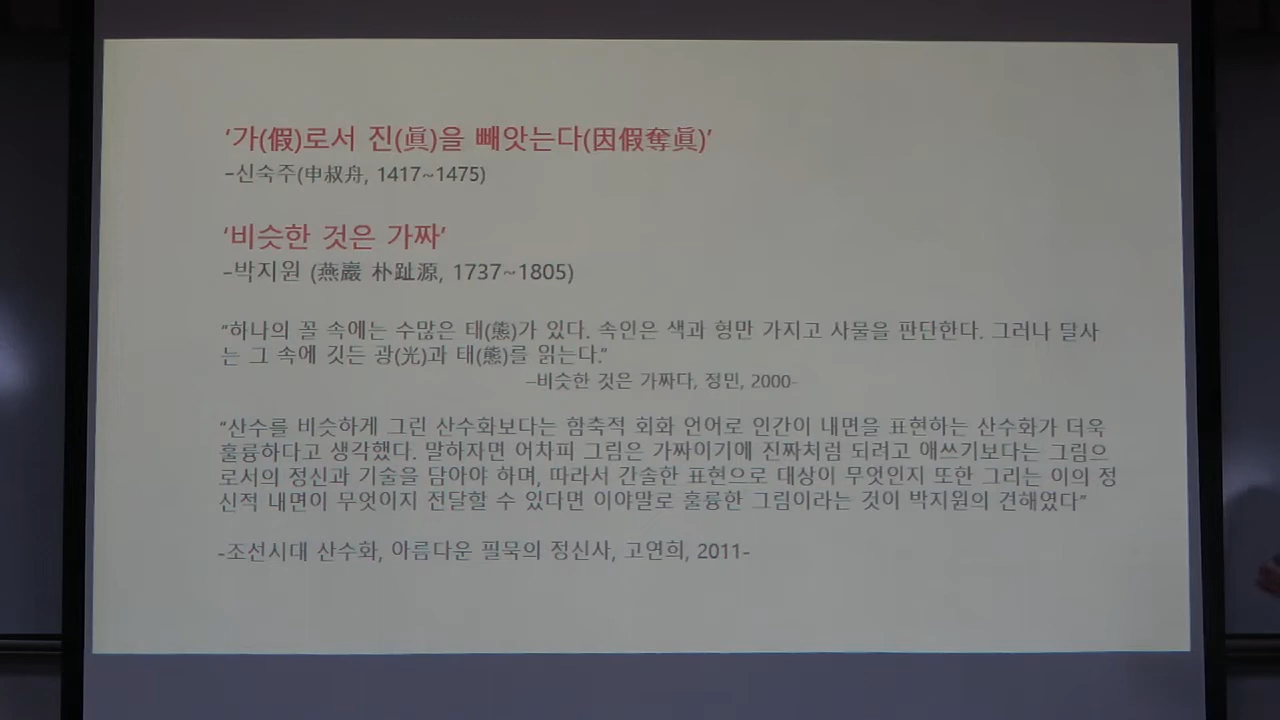 ‘가(假)로서 진(眞)을 빼앗는다(因假奪眞)’
-신숙주(申叔舟, 1417~1475)
‘비슷한 것은 가짜’
-박지원 (燕巖 朴趾源, 1737~1805)
“하나의 꼴 속에는 수많은 태(態)가 있다. 속인은 색과 형만 가지고 사물을 판단한다. 그러나 달사
는 그 속에 깃든 광(光)과 태(態)를 읽는다.”
-비슷한 것은 가짜다, 정민, 2000-
“산수를 비슷하게 그린 산수화보다는 함축적 회화 언어로 인간이 내면을 표현하는 산수화가 더욱
훌륭하다고 생각했다. 말하자면 어차피 그림은 가짜이기에 진짜처럼 되려고 애쓰기보다는 그림으
로서의 정신과 기술을 담아야 하며, 따라서 간솔한 표현으로 대상이 무엇인지 또한 그리는 이의 정
신적 내면이 무엇이지 전달할 수 있다면 이야말로 훌륭한 그림이라는 것이 박지원의 견해였다”
-조선시대 산수화, 아름다운 필묵의 정신사, 고연희, 2011-